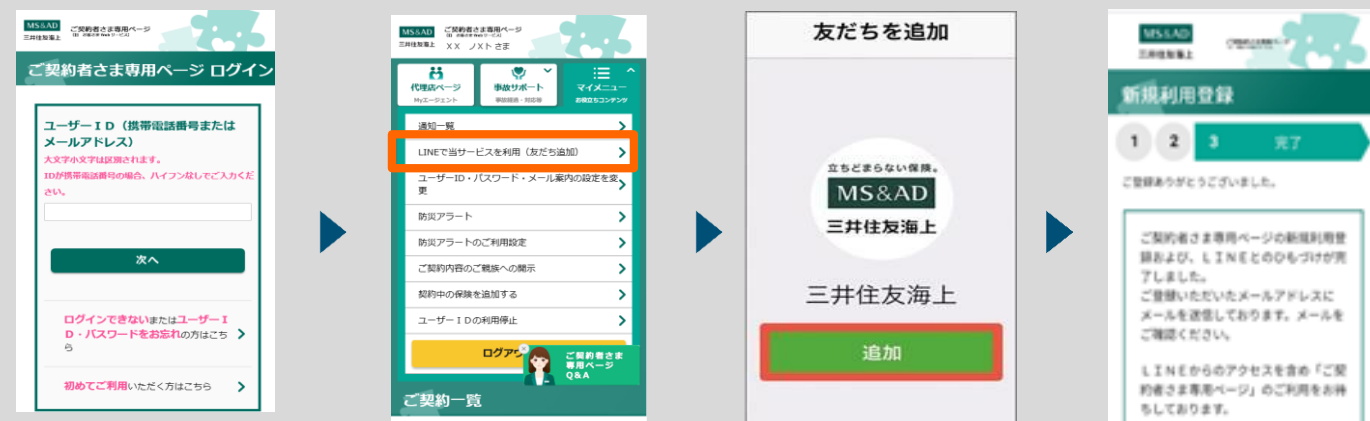 MS&AD
三井住友海上
ご契約者さま専用ページ
ご契約者さま専用ページ ログイン
ユーザーID（携帯電話番号または
メールアドレス）
大文字小文字は区別されます。
IDが携帯電話番号の場合、ハイフンなしでご入力くだ
さい。
次へ
ログインできないまたはユーザーI
D・パスワードをお忘れの方はこち
ら
初めてご利用いただく方はこちら
MS&AD
三井住友海上
ご契約者さま専用ページ
XX ノXトさま
代理店ページ
Myエージェント
事故サポート
マイメニュー
お役立ちコンテンツ
通知一覧
LINEで当サービスを利用（友だち追加）
ユーザーID・パスワード・メール案内の設定を変
更
防災アラート
防災アラートのご利用設定
ご契約内容のご親族への開示
契約中の保険を追加する
ユーザーIDの利用停止
ログアウ
ご契約者さま
専用ページ
Q&A
ご契約一覧
友だちを追加
立ちどまらない保険。
MS&AD
三井住友海上
三井住友海上
追加
MS&AD
三井住友海上
新規利用登録
1 2 3 完了
ご登録ありがとうございました。
ご契約者さま専用ページの新規利用登
録および、LINEとのひもづけが完
了しました。
ご登録いただいたメールアドレスに
メールを送信しております。メールを
ご確認ください。
LINEからのアクセスを含め「ご契
約者さま専用ページ」のご利用をお待
ちしております。